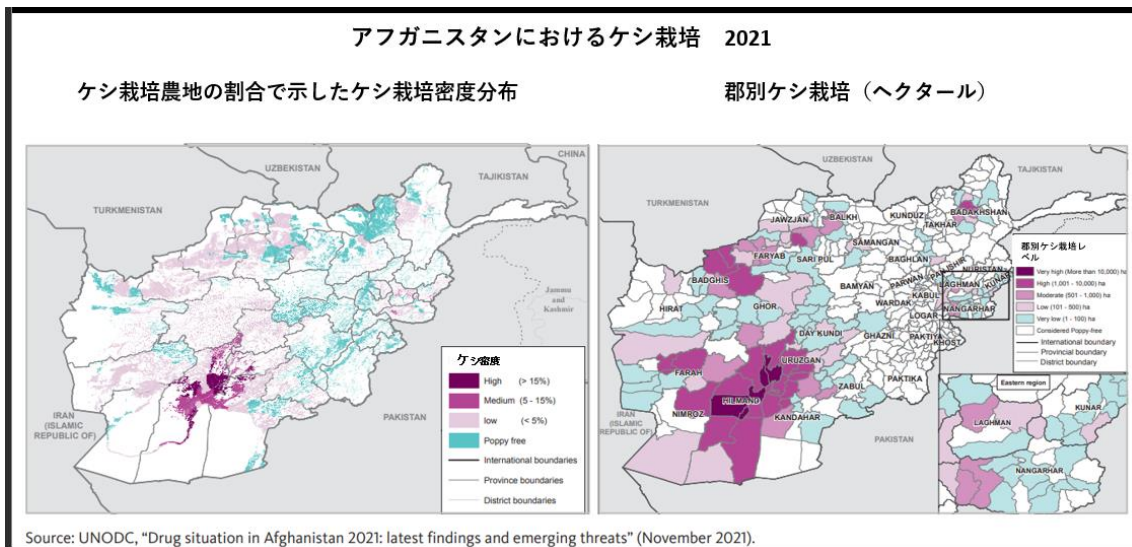 アフガニスタンにおけるケシ栽培 2021
ケシ栽培農地の割合で示したケシ栽培密度分布
郡別ケシ栽培（ヘクタール）
CHINA
UZBEKISTAN
TAJIKISTAN
TURKMENISTAN
Jammu
and
Kashmir
IRAN
(ISLAMIC
REPUBLIC OF)
PAKISTAN
ケシ密度
High (> 15%)
Medium (5 - 15%)
low (< 5%)
Poppy free
International boundaries
Province boundaries
District boundaries
UZBEKISTAN
TAJIKISTAN
TURKMENISTAN
JAWZJAN
BALKH
KUNDUZ
BADAKHSHAN
TAKHAR
SAMANGAN
FARYAB
SARI PUL
BAGHLAN
PANJSHIR
NURISTAN
BADGHIS
PARWAN
LAGHMAN
KUNAR
BAMYAN
KABUL
HIRAT
GHOR
WARDAK
NANGARHAR
LOGAR
DAY KUNDI
GHAZNI
PAKTIYA
KHOST
URUZGAN
FARAH
ZABUL
PAKTIKA
HILMAND
NIMROZ
KANDAHAR
IRAN
(ISLAMIC
REPUBLIC OF)
PAKISTAN
郡別ケシ栽培レ
ベル
Very high (More than 10,000) ha
High (1,001 - 10,000) ha
Moderate (501 - 1,000) ha
Low (101 - 500) ha
Very low (1 - 100) ha
Considered Poppy-free
International boundary
Provincial boundary
District boundary
Eastern region
KUNAR
LAGHMAN
NANGARHAR
Source: UNODC, “Drug situation in Afghanistan 2021: latest findings and emerging threats” (November 2021).